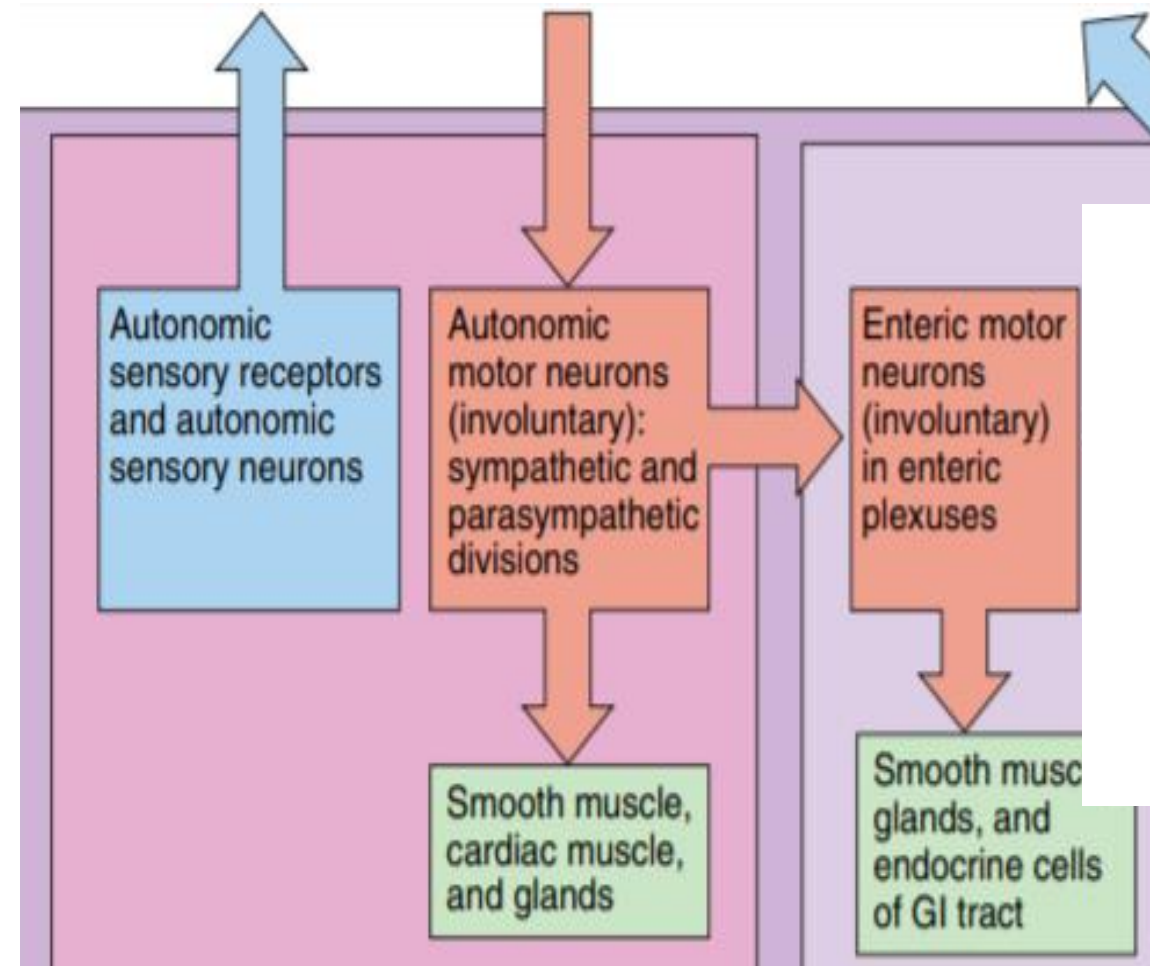 Autonomic
sensory receptors
and autonomic
sensory neurons
Autonomic
motor neurons
(involuntary):
sympathetic and
parasympathetic
divisions
Enteric motor
neurons
(involuntary)
in enteric
plexuses
Smooth muscle,
cardiac muscle,
and glands
Smooth
glands, and
endocrine cells
of GI tract